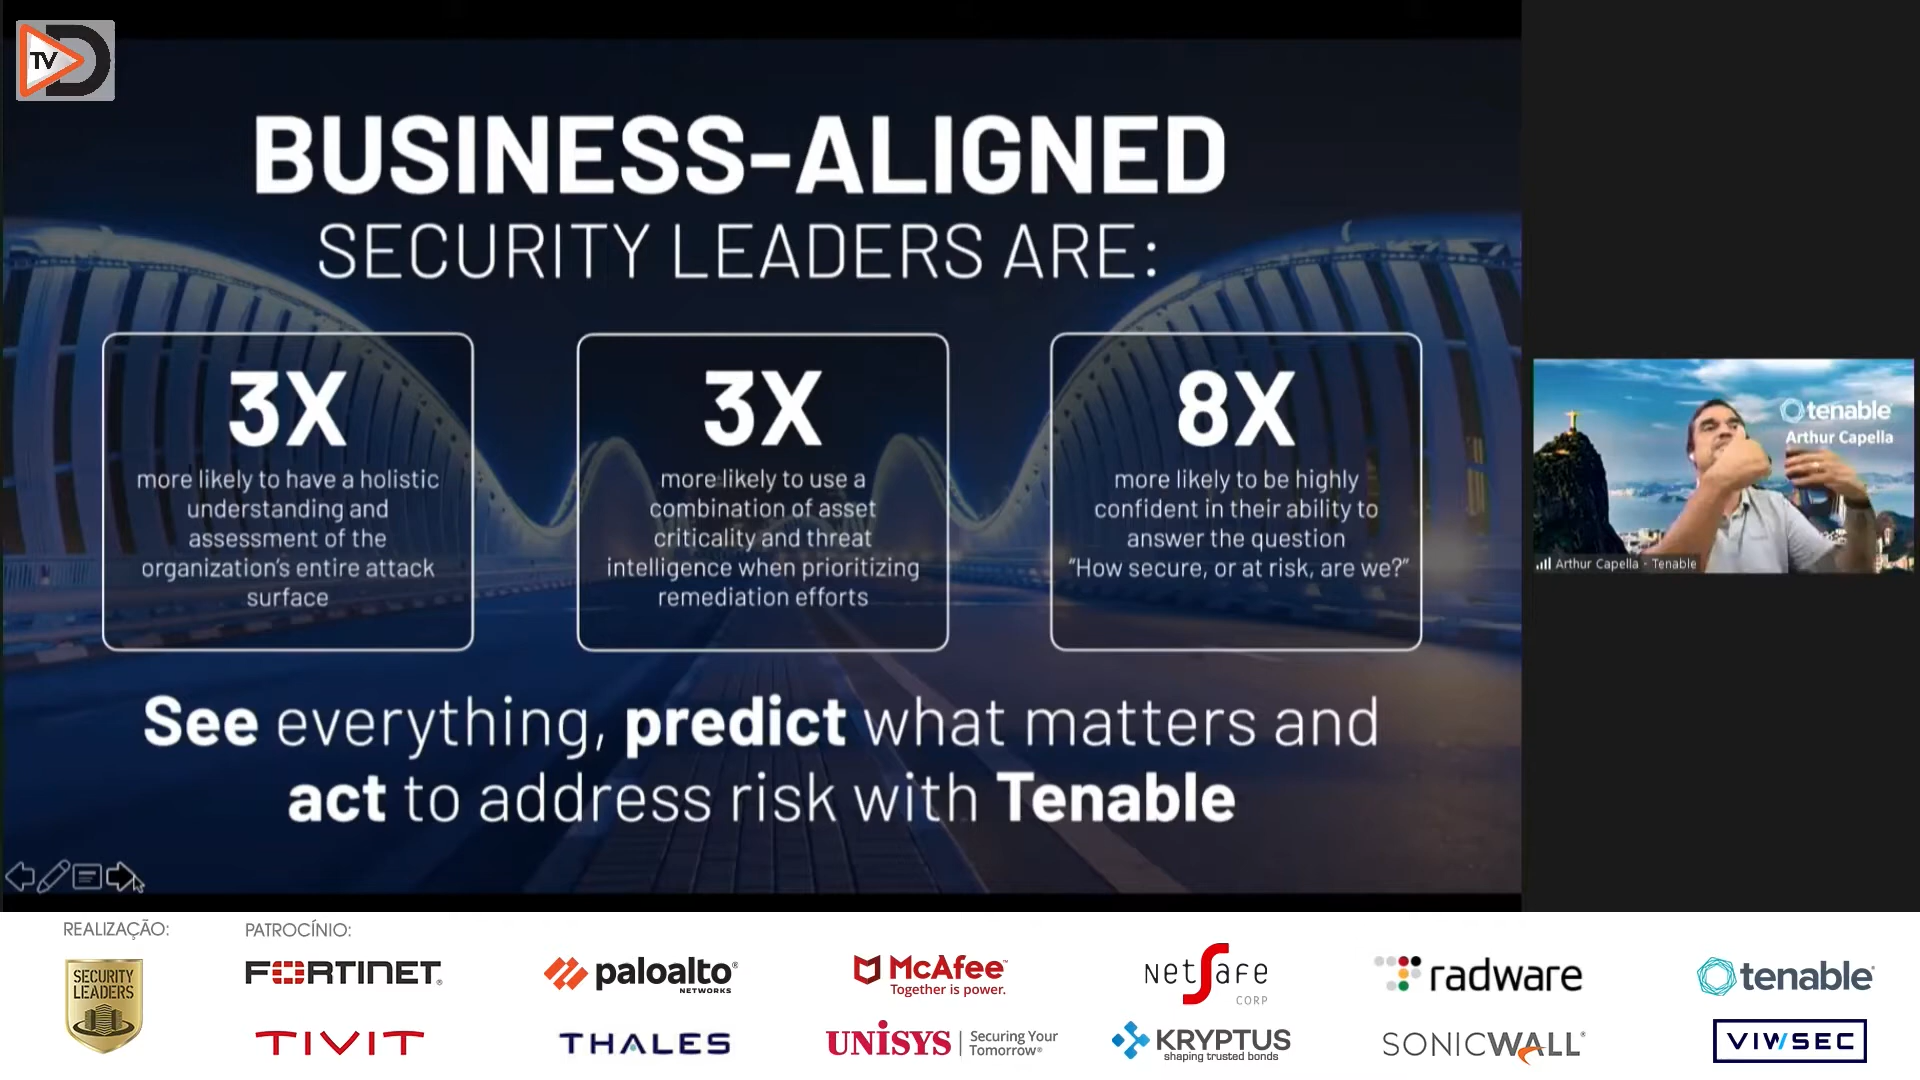 TV
BUSINESS-ALIGNED
SECURITY LEADERS ARE:
3X
more likely to have a holistic
understanding and
assessment of the
organization's entire attack
surface
3X
more likely to use a
combination of asset
criticality and threat
intelligence when prioritizing
remediation efforts
8X
more likely to be highly
confident in their ability to
answer the question
"How secure, or at risk, are we?"
See everything, predict what matters and
act to address risk with Tenable
tenable
Arthur Capella
Arthur Capella - Tenable
REALIZAÇÃO:
SECURITY
LEADERS
PATROCÍNIO:
FORTINET®
paloalto®
NETWORKS
McAfee™
Together is power.
NETSAFE
CORP
radware
tenable®
TIVIT
THALES
UNISYS | Securing Your
Tomorrow®
KRYPTUS
shaping trusted bonds
SONICWALL®
VIWSEC